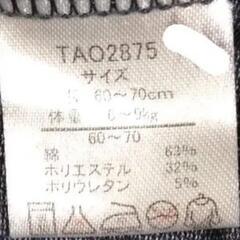 TAO2875
サイズ
60~70cm
体重 6~9kg
60~70
綿 63%
ポリエステル 32%
ポリウレタン 5%